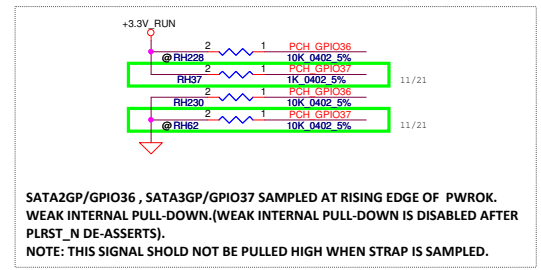 +3.3V_RUN
2 1 PCH_GPIO36
@ RH228 10K_0402_5%
2 1 PCH_GPIO37
RH37 1K_0402_5% 11/21
2 1 PCH_GPIO36
RH230 10K_0402_5%
2 1 PCH_GPIO37
@ RH62 10K_0402_5% 11/21
SATA2GP/GPIO36 , SATA3GP/GPIO37 SAMPLED AT RISING EDGE OF PWROK.
WEAK INTERNAL PULL-DOWN.(WEAK INTERNAL PULL-DOWN IS DISABLED AFTER
PLRST_N DE-ASSERTS).
NOTE: THIS SIGNAL SHOLD NOT BE PULLED HIGH WHEN STRAP IS SAMPLED.